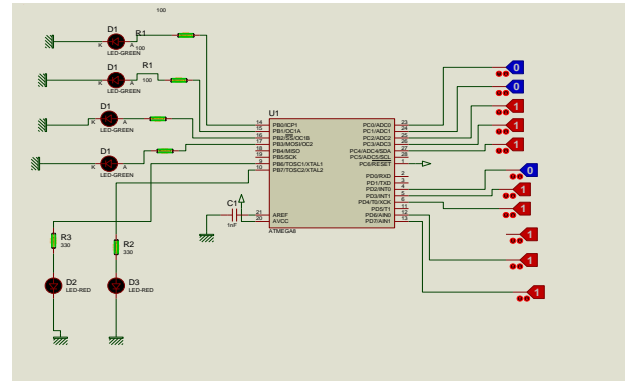 100
D1
R1
100
K
A
LED-GREEN
D1
R1
100
K
A
LED-GREEN
D1
K
A
LED-GREEN
D1
K
A
LED-GREEN
U1
14
PB0/ICP1
15
PB1/OC1A
16
PB2/SS/OC1B
17
PB3/MOSI/OC2
18
PB4/MISO
19
PB5/SCK
9
PB6/TOSC1/XTAL1
10
PB7/TOSC2/XTAL2
21
AREF
20
AVCC
PC0/ADC0
23
PC1/ADC1
24
PC2/ADC2
25
PC3/ADC3
26
PC4/ADC4/SDA
27
PC5/ADC5/SCL
28
PC6/RESET
1
PD0/RXD
2
PD1/TXD
3
PD2/INT0
4
PD3/INT1
5
PD4/T0/XCK
6
PD5/T1
11
PD6/AIN0
12
PD7/AIN1
13
ATMEGA8
C1
1nF
0
0
1
1
1
0
1
1
1
1
1
R3
330
R2
330
D2
LED-RED
D3
LED-RED